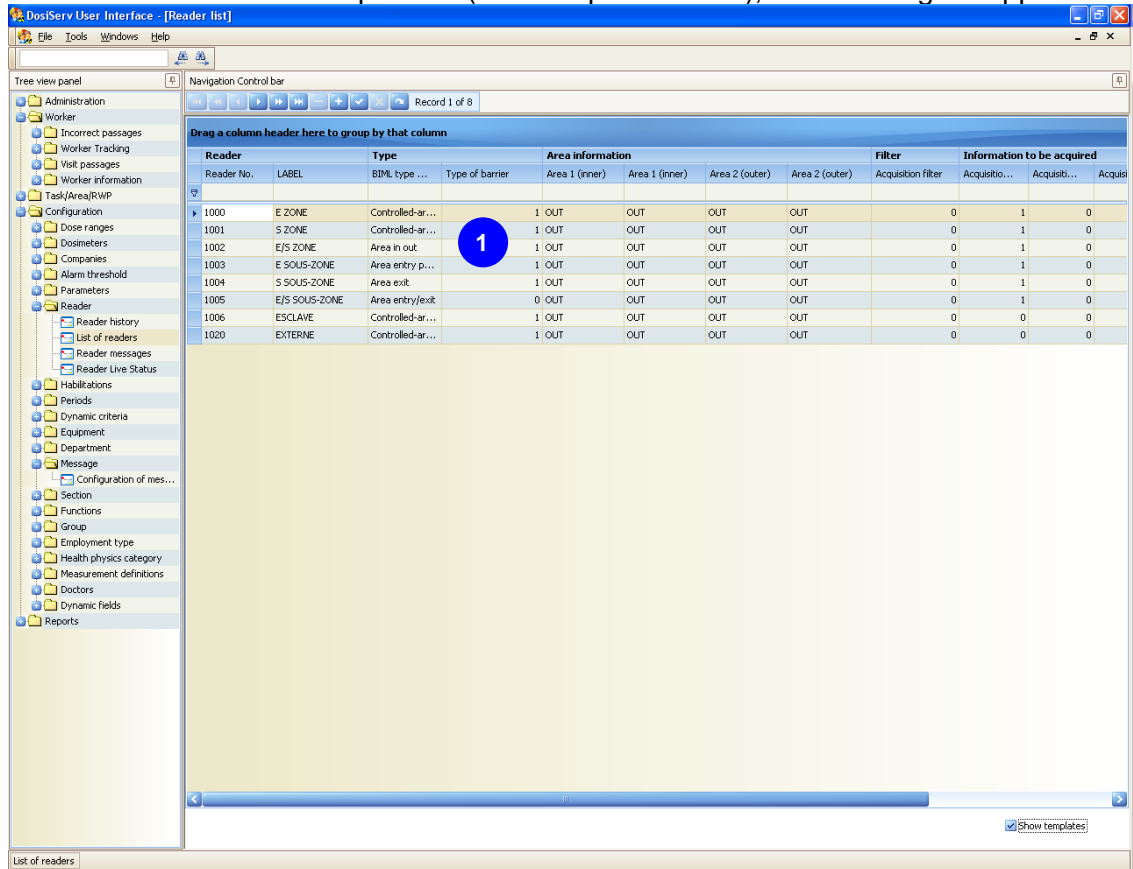 DosiServ User Interface - [Reader list]
File Tools Windows Help
Tree view panel
Navigation Control bar
Administration
Worker
Incorrect passages
Worker Tracking
Visit passages
Worker information
Task/Area/RWP
Configuration
Dose ranges
Dosimeters
Companies
Alarm threshold
Parameters
Reader
Reader history
List of readers
Reader messages
Reader Live Status
Habilitations
Periods
Dynamic criteria
Equipment
Department
Message
Configuration of mes...
Section
Functions
Group
Employment type
Health physics category
Measurement definitions
Doctors
Dynamic fields
Reports
Record 1 of 8
Drag a column header here to group by that column
Reader Type Area information Filter Information to be acquired
Reader No. LABEL BIML type ... Type of barrier Area 1 (inner) Area 1 (inner) Area 2 (outer) Area 2 (outer) Acquisition filter Acquisitio... Acquisiti... Acquisi
1000 E ZONE Controlled-ar... 1 OUT OUT OUT OUT 0 1 0
1001 S ZONE Controlled-ar... 1 OUT OUT OUT OUT 0 1 0
1002 E/S ZONE Area in out 1 OUT OUT OUT OUT 0 1 0
1003 E SOUS-ZONE Area entry p... 1 OUT OUT OUT OUT 0 1 0
1004 S SOUS-ZONE Area exit 1 OUT OUT OUT OUT 0 1 0
1005 E/S SOUS-ZONE Area entry/exit 0 OUT OUT OUT OUT 0 1 0
1006 ESCLAVE Controlled-ar... 1 OUT OUT OUT OUT 0 0 0
1020 EXTERNE Controlled-ar... 1 OUT OUT OUT OUT 0 0 0
1
Show templates
List of readers